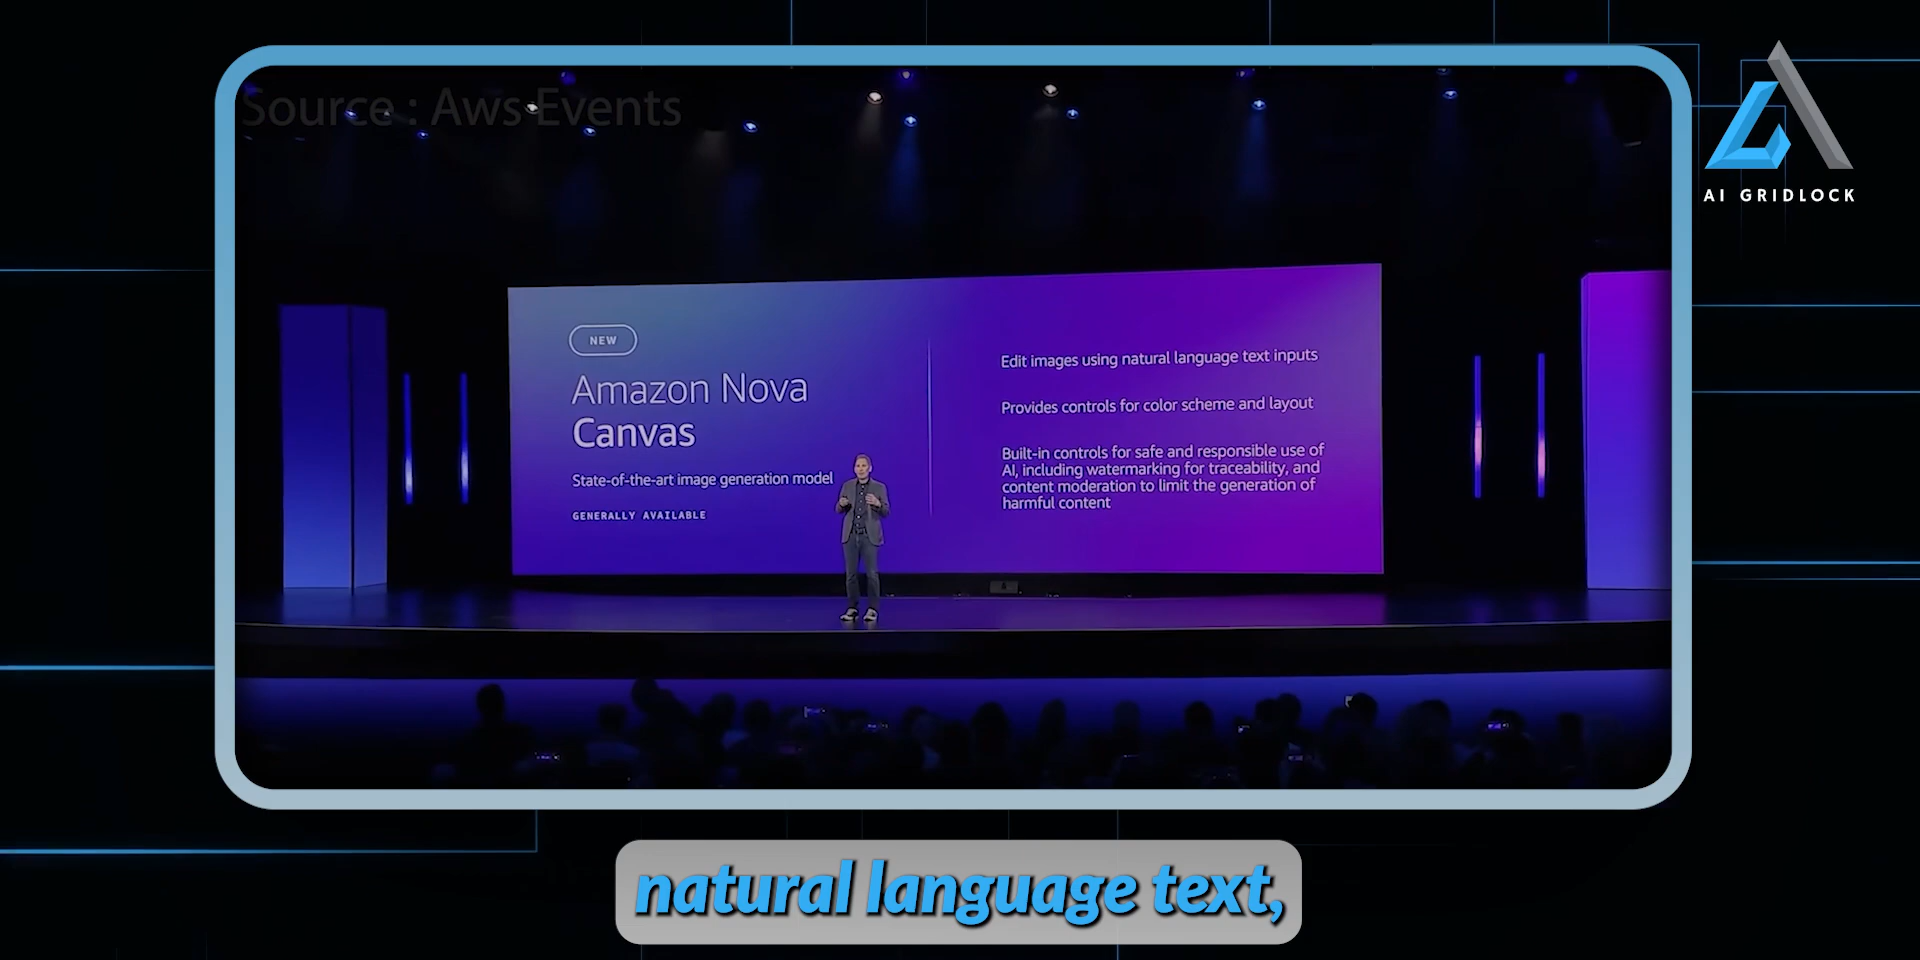 Source : Aws Events
AI GRIDLOCK
NEW
Amazon Nova
Canvas
State-of-the-art image generation model
GENERALLY AVAILABLE
Edit images using natural language text inputs
Provides controls for color scheme and layout
Built-in controls for safe and responsible use of
AI, including watermarking for traceability, and
content moderation to limit the generation of
harmful content
natural language text,